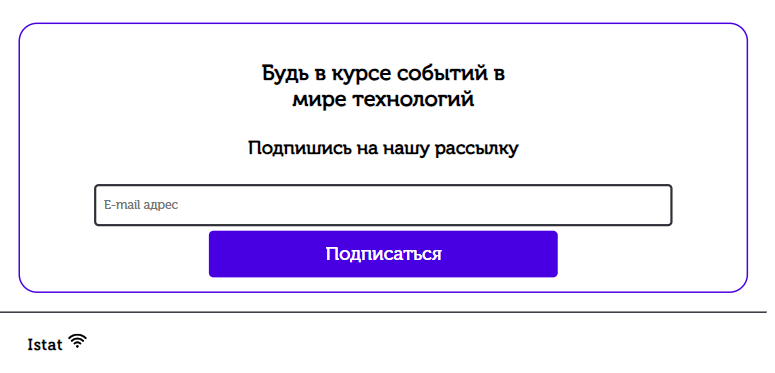 Будь в курсе событий в
мире технологий
Подпишись на нашу рассылку
E-mail адрес
Подписаться
Istat